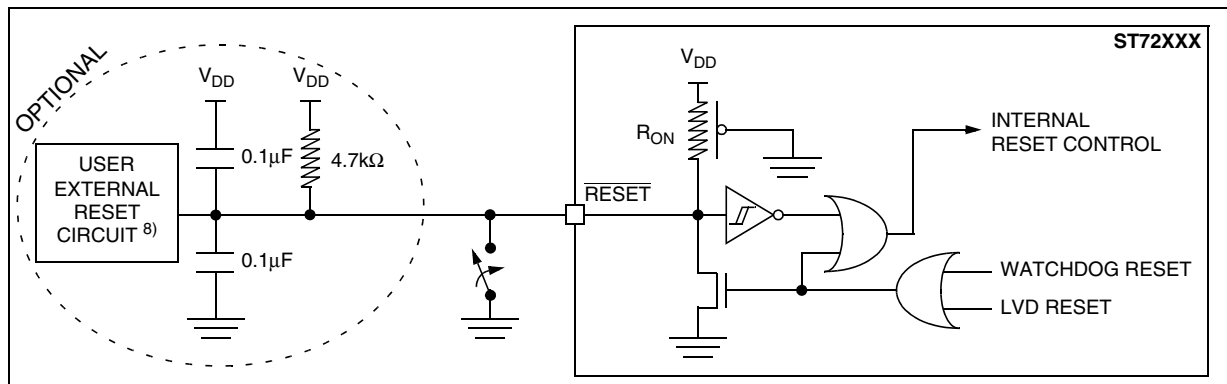 ST72XXX
OPTIONAL
V_DD
V_DD
V_DD
USER
EXTERNAL
RESET
CIRCUIT 8)
0.1µF
4.7kΩ
0.1µF
RESET
R_ON
INTERNAL
RESET CONTROL
WATCHDOG RESET
LVD RESET